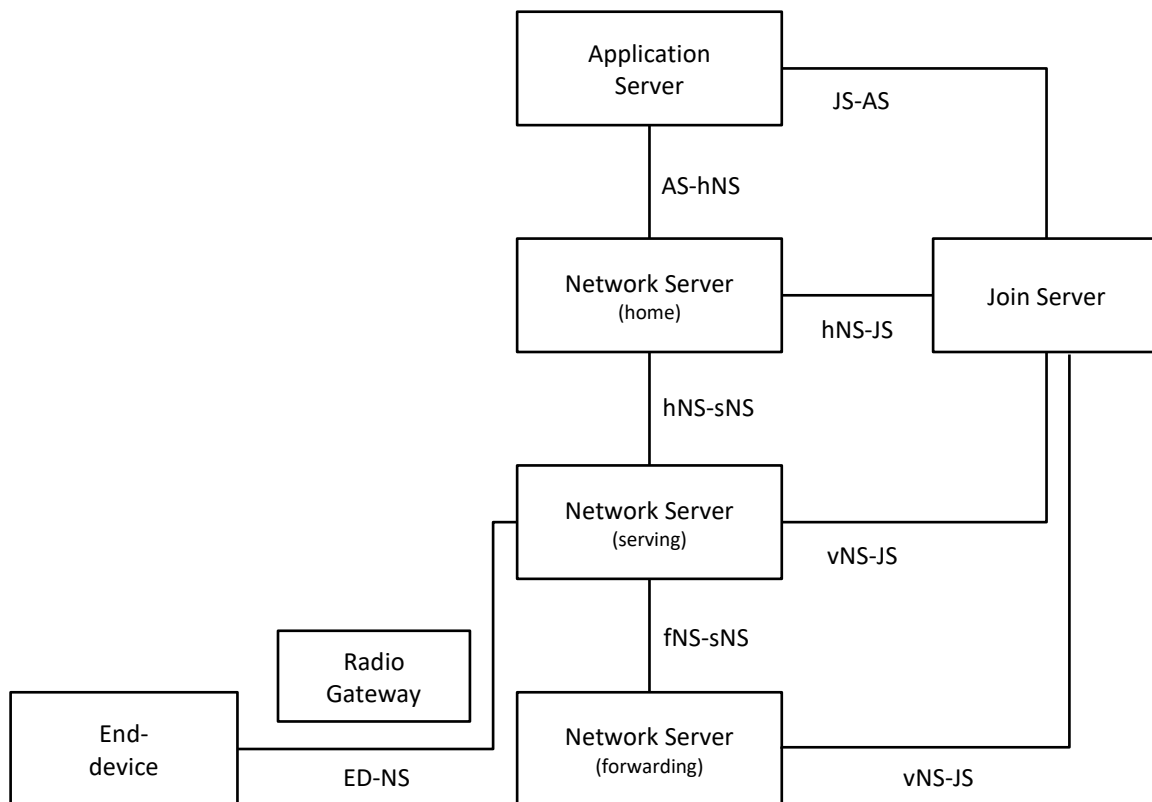 Application
Server
JS-AS
AS-hNS
Network Server
(home)
hNS-JS
Join Server
hNS-sNS
Network Server
(serving)
vNS-JS
fNS-sNS
Radio
Gateway
End-
device
ED-NS
Network Server
(forwarding)
vNS-JS